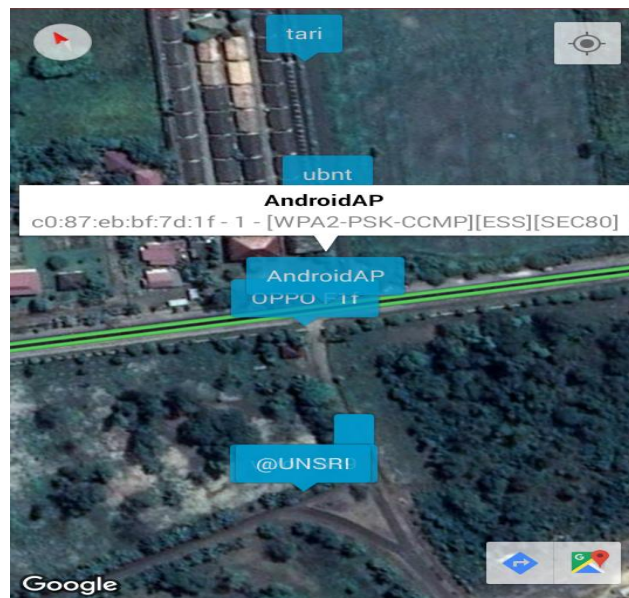 tari
ubnt
AndroidAP
c0:87:eb:bf:7d:1f - 1 - [WPA2-PSK-CCMP][ESS][SEC80]
AndroidAP
OPPO F1f
@UNSRI
Google